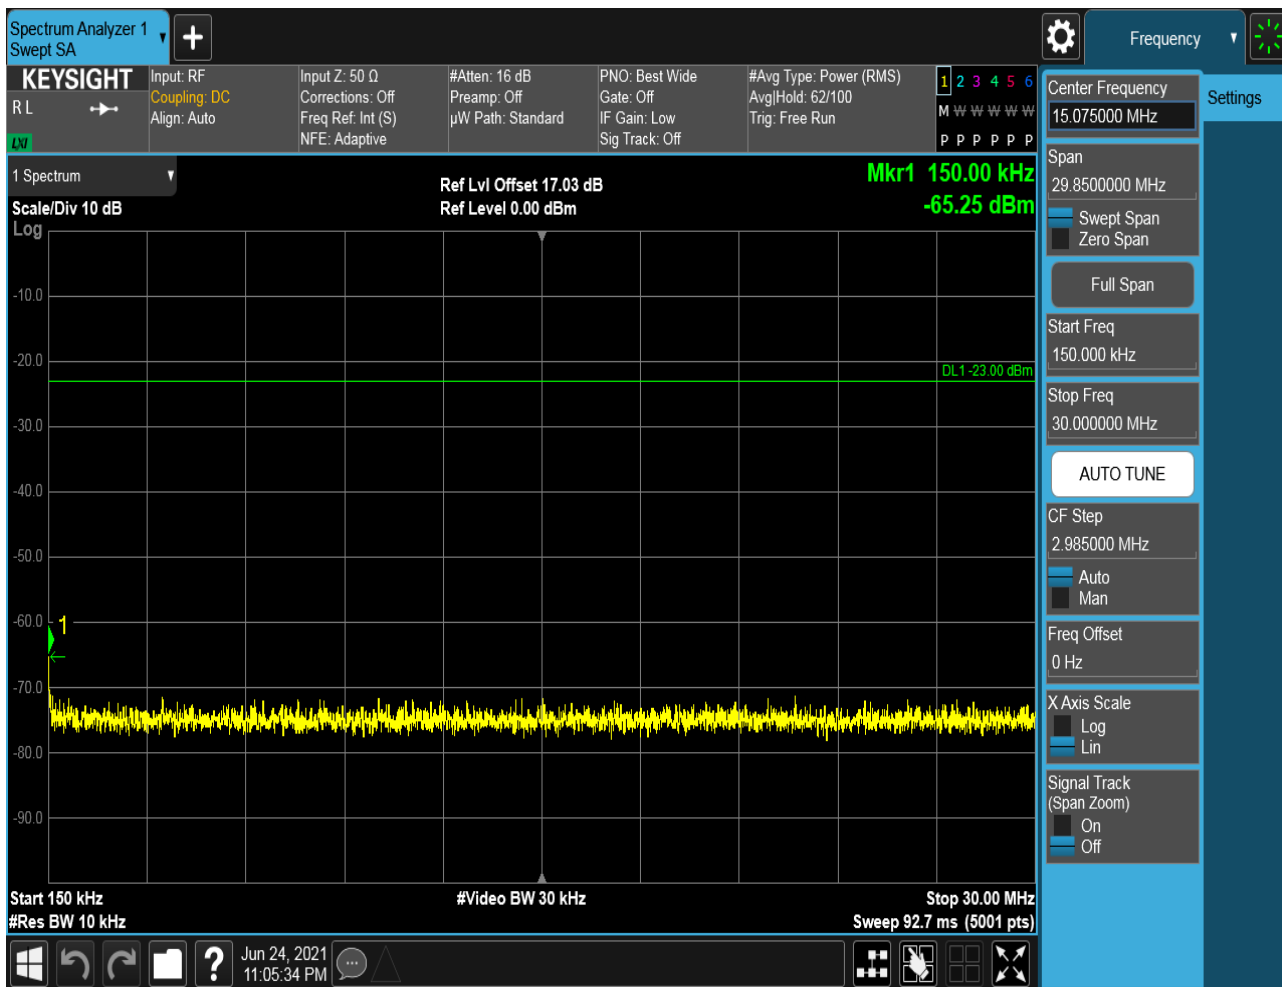 Spectrum Analyzer 1
Swept SA
Frequency
KEYSIGHT
R L
LXI
Input: RF
Coupling: DC
Align: Auto
Input Z: 50 Ω
Corrections: Off
Freq Ref: Int (S)
NFE: Adaptive
#Atten: 16 dB
Preamp: Off
µW Path: Standard
PNO: Best Wide
Gate: Off
IF Gain: Low
Sig Track: Off
#Avg Type: Power (RMS)
Avg|Hold: 62/100
Trig: Free Run
1 2 3 4 5 6
M W W W W W
P P P P P P
1 Spectrum
Scale/Div 10 dB
Log
Ref Lvl Offset 17.03 dB
Ref Level 0.00 dBm
Mkr1 150.00 kHz
-65.25 dBm
-10.0
-20.0
DL1 -23.00 dBm
-30.0
-40.0
-50.0
-60.0
1
-70.0
-80.0
-90.0
Start 150 kHz
#Video BW 30 kHz
Stop 30.00 MHz
#Res BW 10 kHz
Sweep 92.7 ms (5001 pts)
Jun 24, 2021
11:05:34 PM
?
Center Frequency
15.075000 MHz
Settings
Span
29.8500000 MHz
Swept Span
Zero Span
Full Span
Start Freq
150.000 kHz
Stop Freq
30.000000 MHz
AUTO TUNE
CF Step
2.985000 MHz
Auto
Man
Freq Offset
0 Hz
X Axis Scale
Log
Lin
Signal Track
(Span Zoom)
On
Off